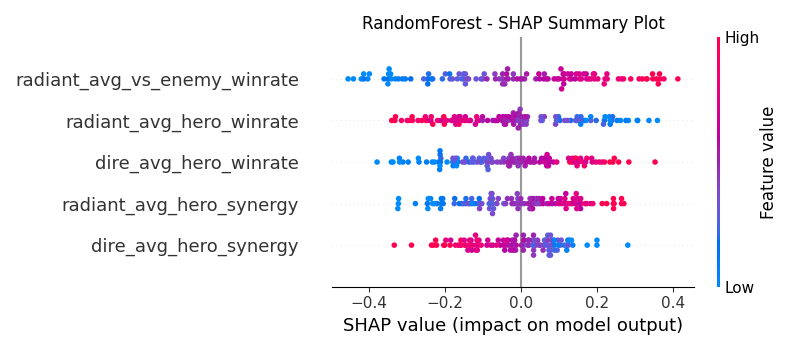 RandomForest - SHAP Summary Plot
High
radiant_avg_vs_enemy_winrate
radiant_avg_hero_winrate
dire_avg_hero_winrate
radiant_avg_hero_synergy
dire_avg_hero_synergy
Feature value
Low
−0.4 −0.2 0.0 0.2 0.4
SHAP value (impact on model output)